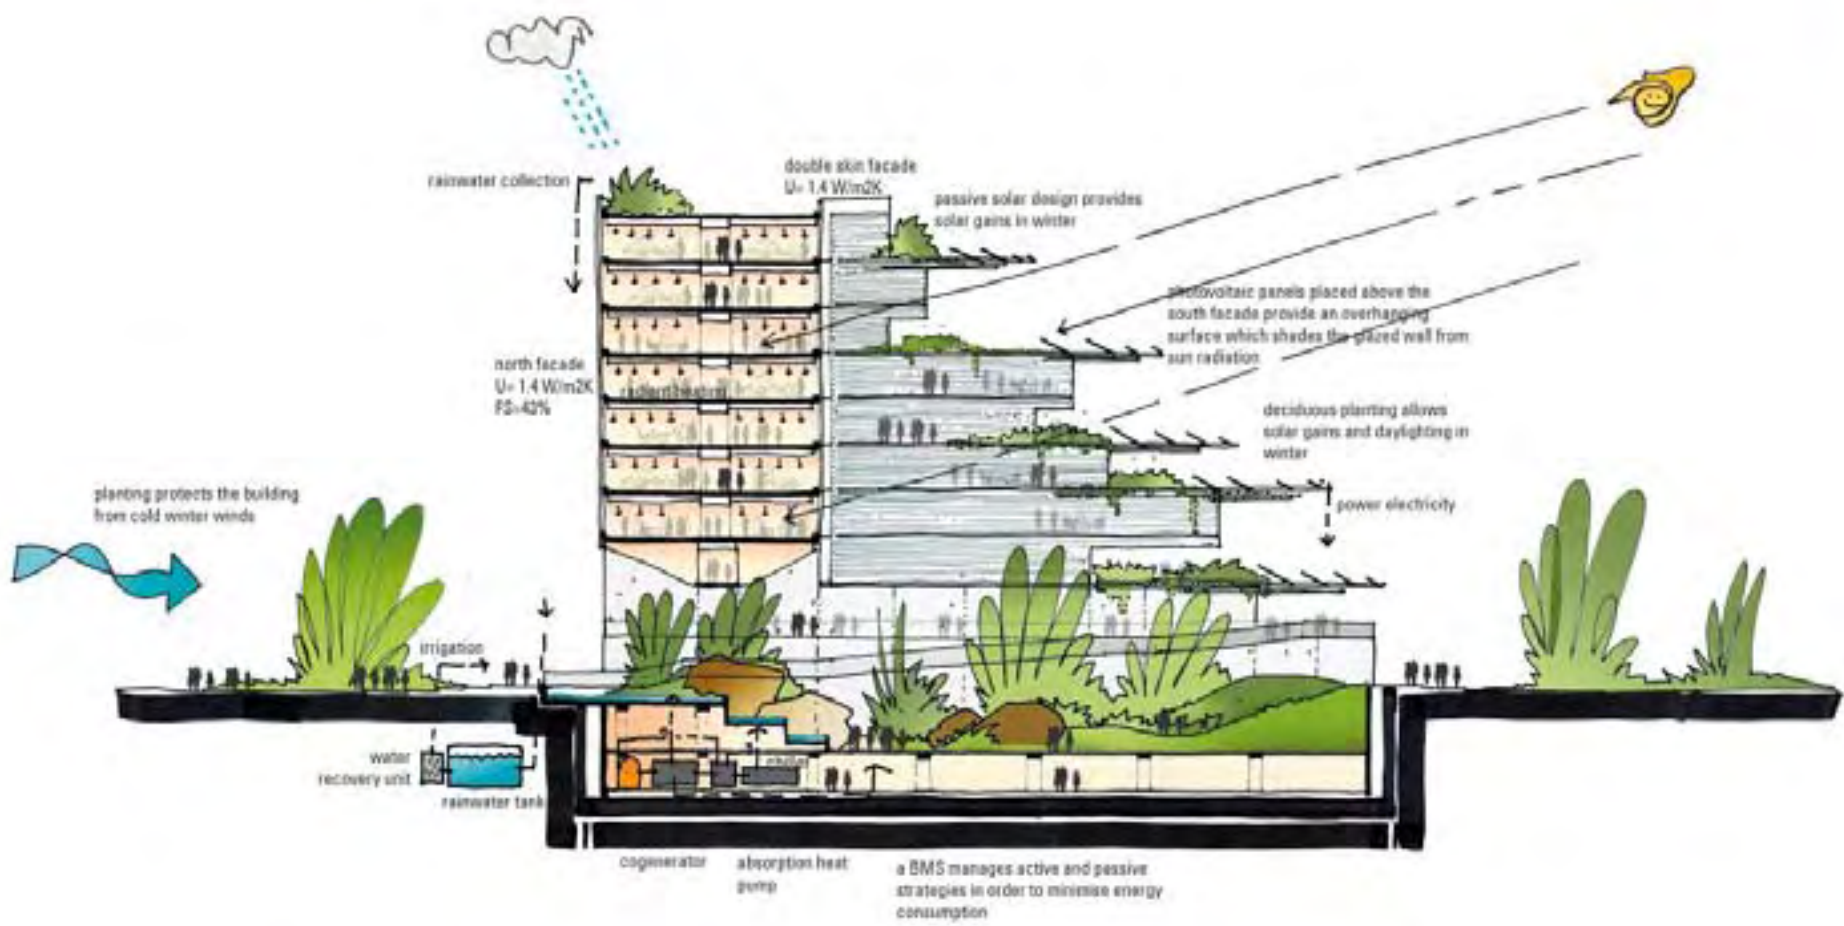 rainwater collection
double skin facade
U= 1.4 W/m2K
passive solar design provides
solar gains in winter
photovoltaic panels placed above the
south facade provide an overhanging
surface which shades the glazed wall from
sun radiation
north facade
U= 1.4 W/m2K
FS=43%
radiant heating
deciduous planting allows
solar gains and daylighting in
winter
planting protects the building
from cold winter winds
power electricity
irrigation
water
recovery unit
rainwater tank
cogenerator
absorption heat
pump
a BMS manages active and passive
strategies in order to minimise energy
consumption